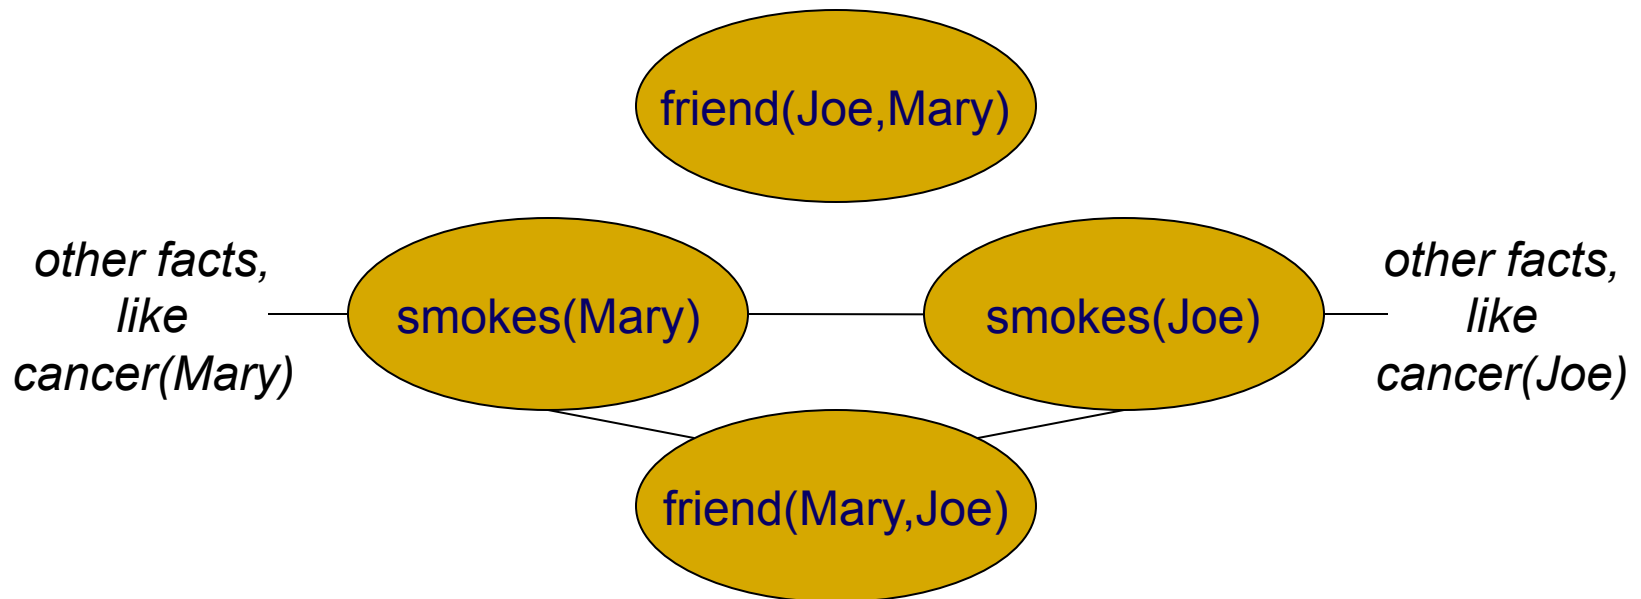 friend(Joe,Mary)
other facts,
like
cancer(Mary)
smokes(Mary)
smokes(Joe)
other facts,
like
cancer(Joe)
friend(Mary,Joe)